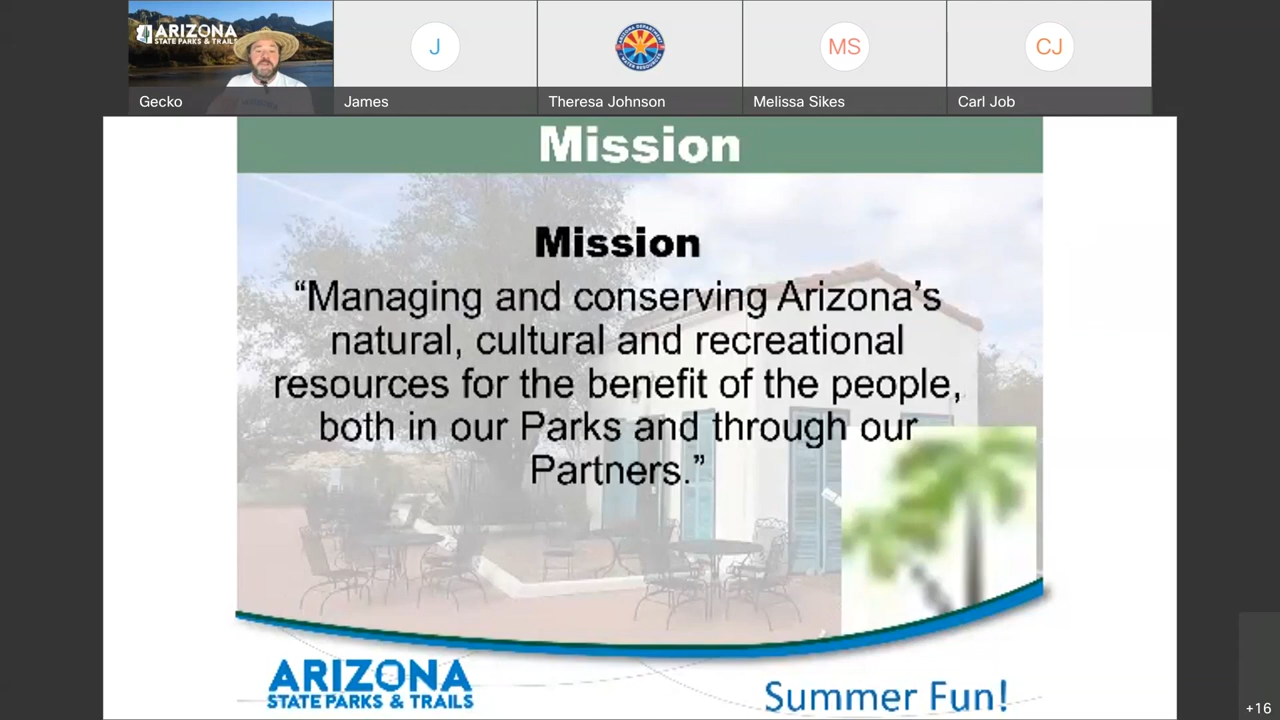 ARIZONA
STATE PARKS & TRAILS
J
MS
CJ
Gecko
James
Theresa Johnson
Melissa Sikes
Carl Job
Mission
Mission
“Managing and conserving Arizona’s
natural, cultural and recreational
resources for the benefit of the people,
both in our Parks and through our
Partners.”
ARIZONA
STATE PARKS & TRAILS
Summer Fun!
+16